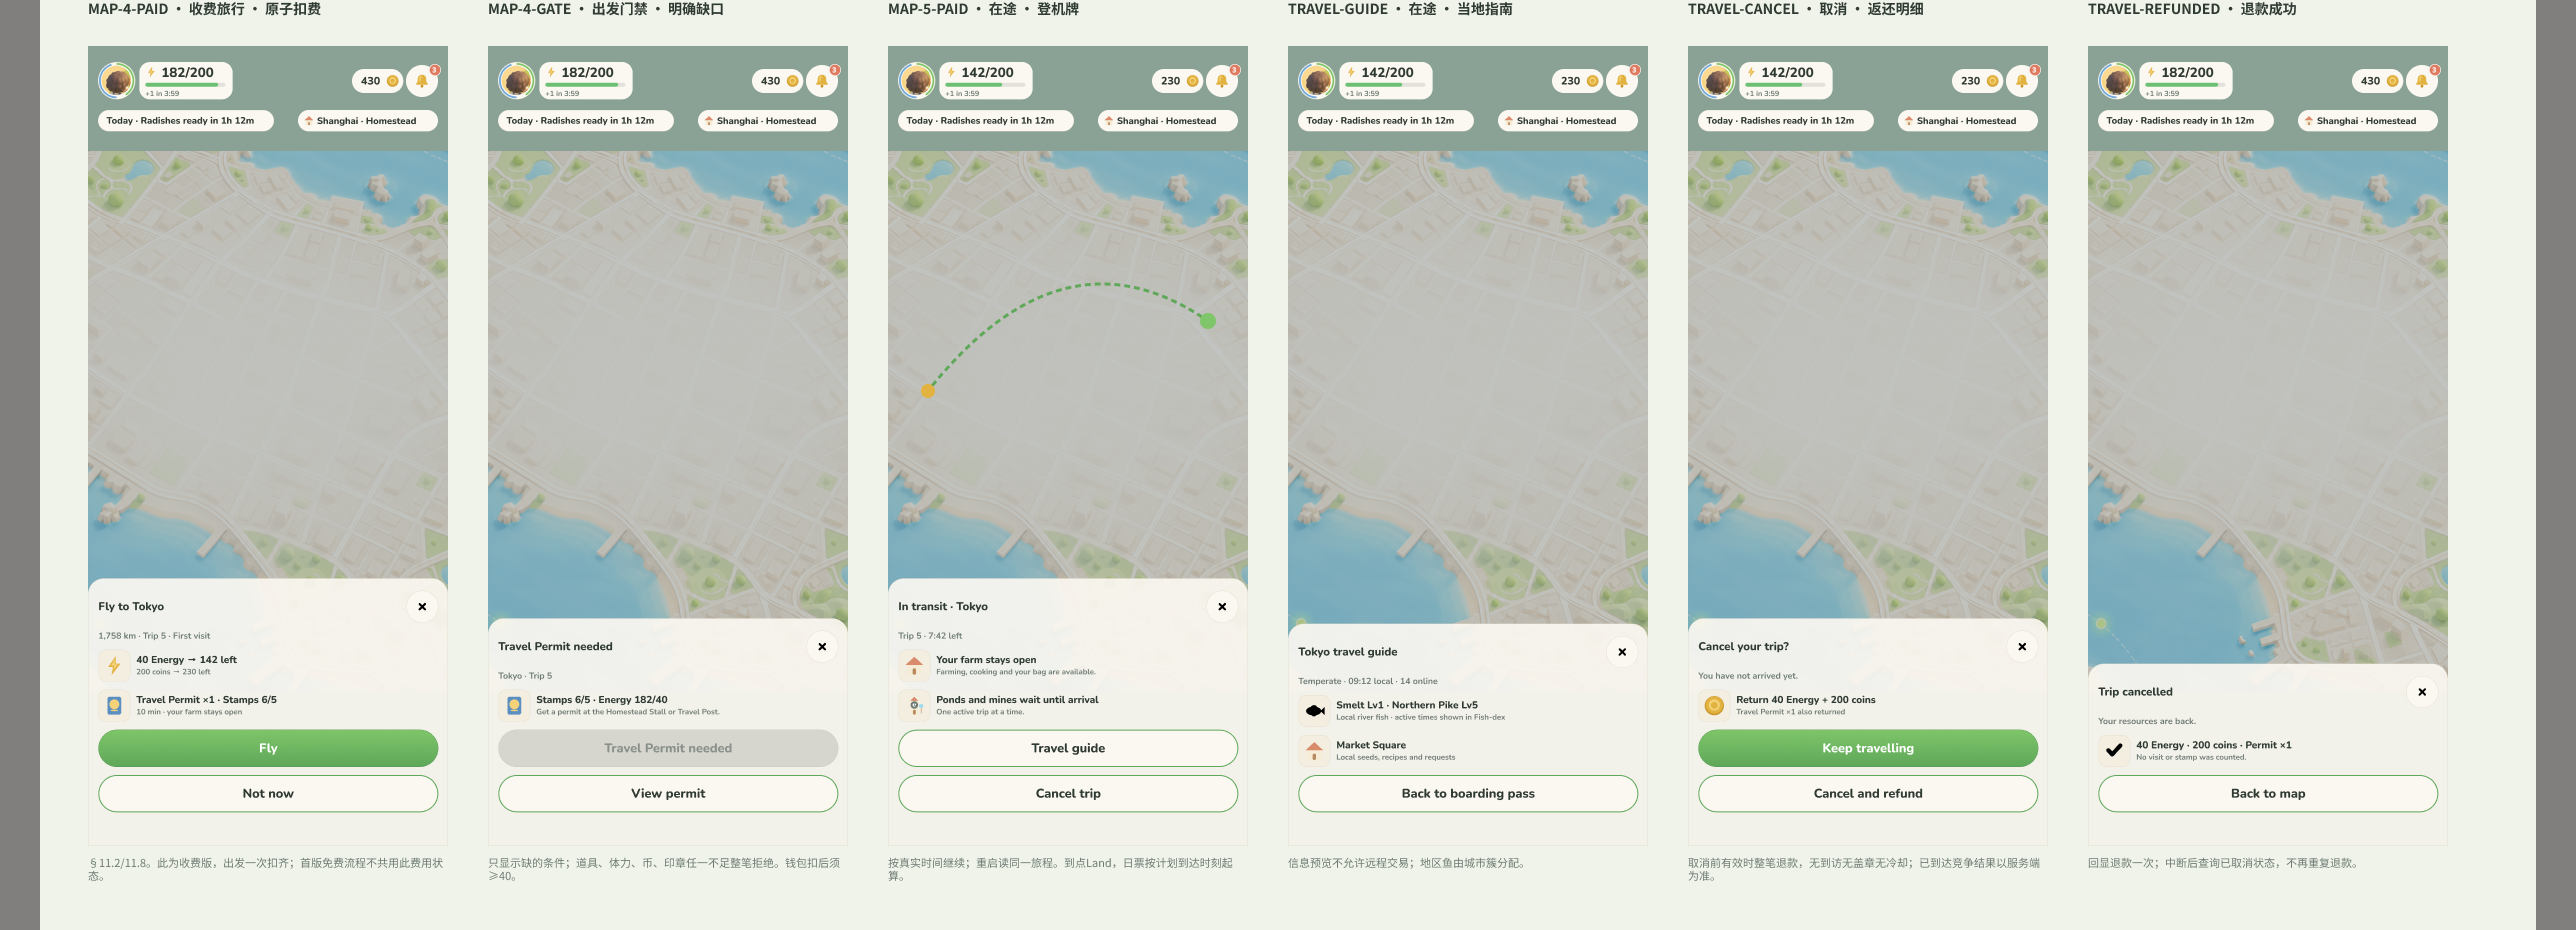 MAP-4-PAID • 收费旅行 • 原子扣费
182/200
+1 in 3:59
430
3
Today · Radishes ready in 1h 12m
Shanghai · Homestead
Fly to Tokyo
1,758 km · Trip 5 · First visit
40 Energy → 142 left
200 coins → 230 left
Travel Permit ×1 · Stamps 6/5
10 min · your farm stays open
Fly
Not now
§11.2/11.8。此为收费版，出发一次扣齐；首版免费流程不共用此费用状
态。
MAP-4-GATE • 出发门禁 • 明确缺口
182/200
+1 in 3:59
430
3
Today · Radishes ready in 1h 12m
Shanghai · Homestead
Travel Permit needed
Tokyo · Trip 5
Stamps 6/5 · Energy 182/40
Get a permit at the Homestead Stall or Travel Post.
Travel Permit needed
View permit
只显示缺的条件；道具、体力、币、印章任一不足整笔拒绝。钱包扣后须
≥40。
MAP-5-PAID • 在途 • 登机牌
142/200
+1 in 3:59
230
3
Today · Radishes ready in 1h 12m
Shanghai · Homestead
In transit · Tokyo
Trip 5 · 7:42 left
Your farm stays open
Farming, cooking and your bag are available.
Ponds and mines wait until arrival
One active trip at a time.
Travel guide
Cancel trip
按真实时间继续；重启读同一旅程。到点Land，日票按计划到达时刻起
算。
TRAVEL-GUIDE • 在途 • 当地指南
142/200
+1 in 3:59
230
3
Today · Radishes ready in 1h 12m
Shanghai · Homestead
Tokyo travel guide
Temperate · 09:12 local · 14 online
Smelt Lv1 · Northern Pike Lv5
Local river fish · active times shown in Fish-dex
Market Square
Local seeds, recipes and requests
Back to boarding pass
信息预览不允许远程交易；地区鱼由城市簇分配。
TRAVEL-CANCEL • 取消 • 返还明细
142/200
+1 in 3:59
230
3
Today · Radishes ready in 1h 12m
Shanghai · Homestead
Cancel your trip?
You have not arrived yet.
Return 40 Energy + 200 coins
Travel Permit ×1 also returned
Keep travelling
Cancel and refund
取消前有效时整笔退款，无到访无盖章无冷却；已到达竞争结果以服务端
为准。
TRAVEL-REFUNDED • 退款成功
182/200
+1 in 3:59
430
3
Today · Radishes ready in 1h 12m
Shanghai · Homestead
Trip cancelled
Your resources are back.
40 Energy · 200 coins · Permit ×1
No visit or stamp was counted.
Back to map
回显退款一次；中断后查询已取消状态，不再重复退款。